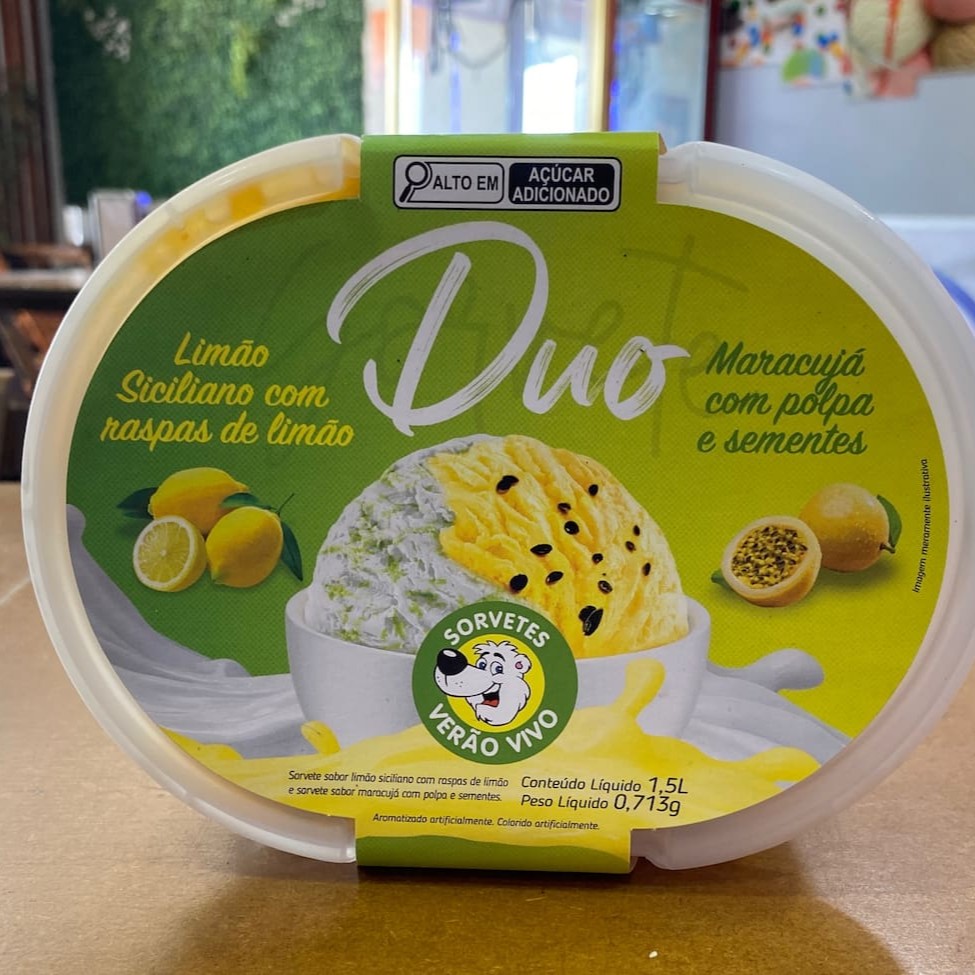 ALTO EM
AÇÚCAR
ADICIONADO
Sorvete
Duo
Limão
Siciliano com
raspas de limão
Maracujá
com polpa
e sementes
Imagem meramente ilustrativa
SORVETES
VERÃO VIVO
Sorvete sabor limão siciliano com raspas de limão
e sorvete sabor maracujá com polpa e sementes.
Conteúdo Líquido 1,5L
Peso Líquido 0,713g
Aromatizado artificialmente. Colorido artificialmente.